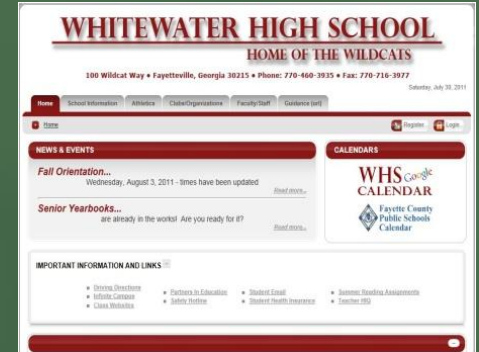 WHITEWATER HIGH SCHOOL
HOME OF THE WILDCATS
100 Wildcat Way • Fayetteville, Georgia 30215 • Phone: 770-460-3935 • Fax: 770-716-3977
Saturday, July 30, 2011
Home School Information Athletics Clubs/Organizations Faculty/Staff Guidance (url)
Home Register Login
NEWS & EVENTS
Fall Orientation...
Wednesday, August 3, 2011 - times have been updated
Read more...
Senior Yearbooks...
are already in the works! Are you ready for it?
Read more...
CALENDARS
WHS Google
CALENDAR
Fayette County
Public Schools
Calendar
IMPORTANT INFORMATION AND LINKS
Driving Directions
Infinite Campus
Class Websites
Partners In Education
Safety Hotline
Student Email
Student Health Insurance
Summer Reading Assignments
Teacher HIQ